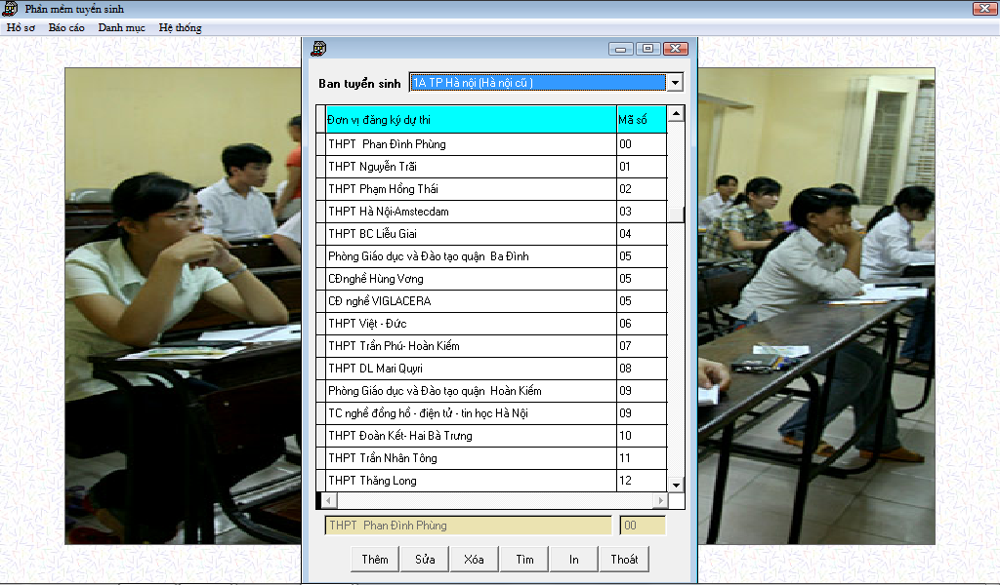 Phần mềm tuyển sinh
Hồ sơ Báo cáo Danh mục Hệ thống
Ban tuyển sinh 1A TP Hà nội (Hà nội cũ )
Đơn vị đăng ký dự thi Mã số
THPT Phan Đình Phùng 00
THPT Nguyễn Trãi 01
THPT Phạm Hồng Thái 02
THPT Hà Nội-Amstecdam 03
THPT BC Liễu Giai 04
Phòng Giáo dục và Đào tạo quận Ba Đình 05
CĐnghề Hùng Vơng 05
CĐ nghề VIGLACERA 05
THPT Việt - Đức 06
THPT Trần Phú- Hoàn Kiếm 07
THPT DL Mari Quyri 08
Phòng Giáo dục và Đào tạo quận Hoàn Kiếm 09
TC nghề đồng hồ - điện tử - tin học Hà Nội 09
THPT Đoàn Kết- Hai Bà Trưng 10
THPT Trần Nhân Tông 11
THPT Thăng Long 12
THPT Phan Đình Phùng 00
Thêm Sửa Xóa Tìm In Thoát